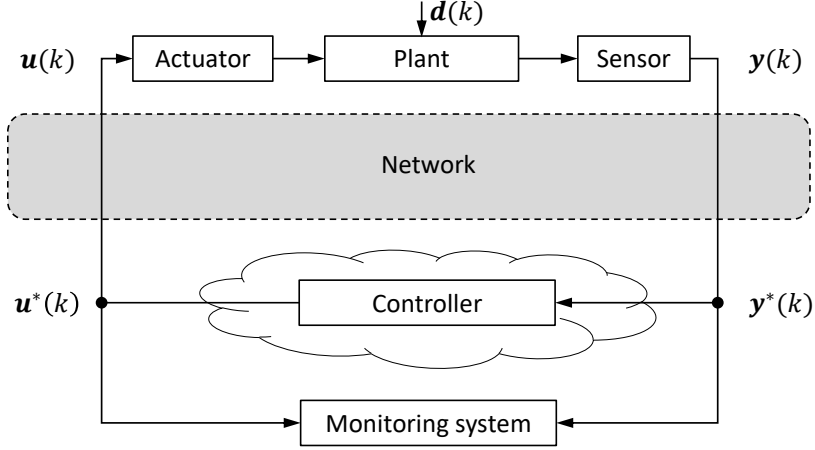 d(k)
u(k)
Actuator
Plant
Sensor
y(k)
Network
u*(k)
Controller
y*(k)
Monitoring system